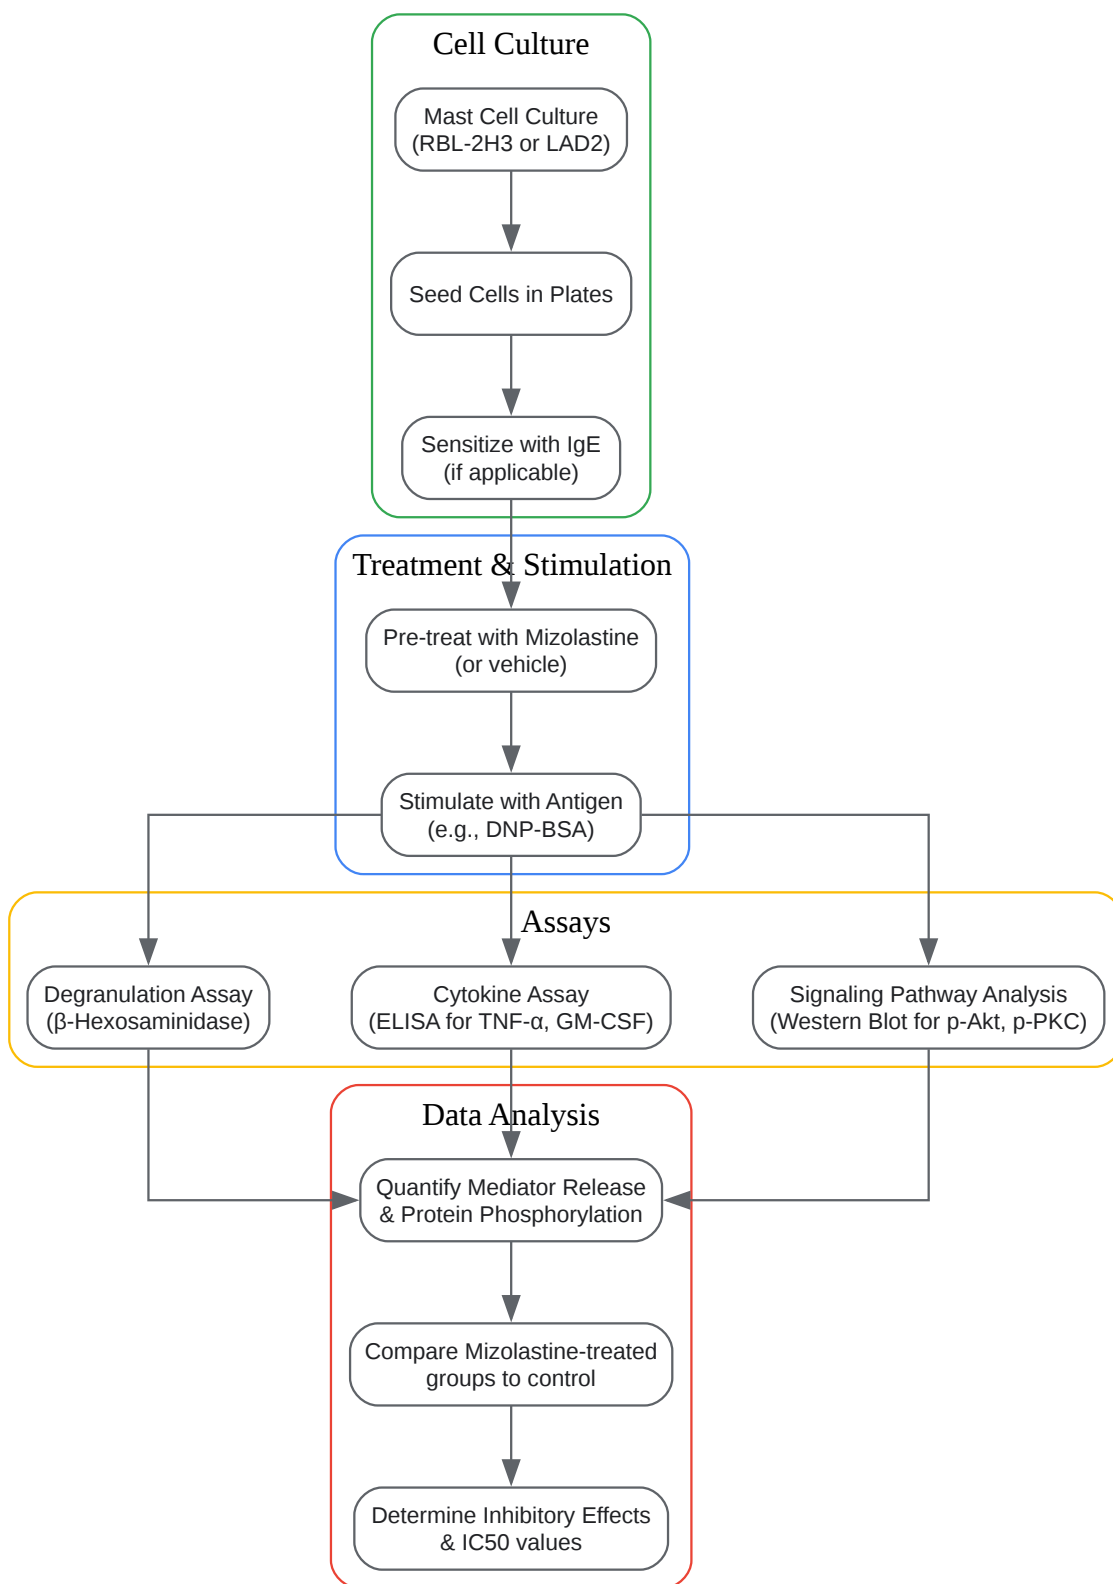 Cell Culture
Mast Cell Culture
(RBL-2H3 or LAD2)
Seed Cells in Plates
Sensitize with IgE
(if applicable)
Treatment & Stimulation
Pre-treat with Mizolastine
(or vehicle)
Stimulate with Antigen
(e.g., DNP-BSA)
Assays
Degranulation Assay
(β-Hexosaminidase)
Cytokine Assay
(ELISA for TNF-α, GM-CSF)
Signaling Pathway Analysis
(Western Blot for p-Akt, p-PKC)
Data Analysis
Quantify Mediator Release
& Protein Phosphorylation
Compare Mizolastine-treated
groups to control
Determine Inhibitory Effects
& IC50 values